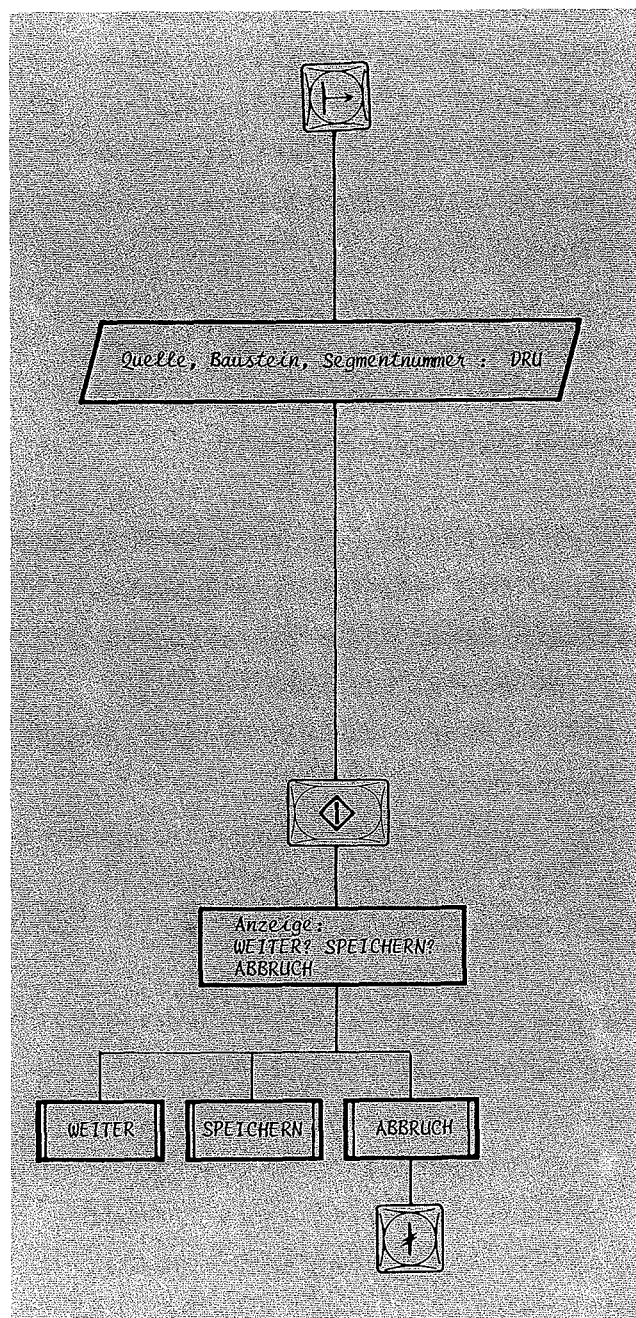 Quelle, Baustein, Segmentnummer : DRU
Anzeige:
WEITER? SPEICHERN?
ABBRUCH
WEITER
SPEICHERN
ABBRUCH